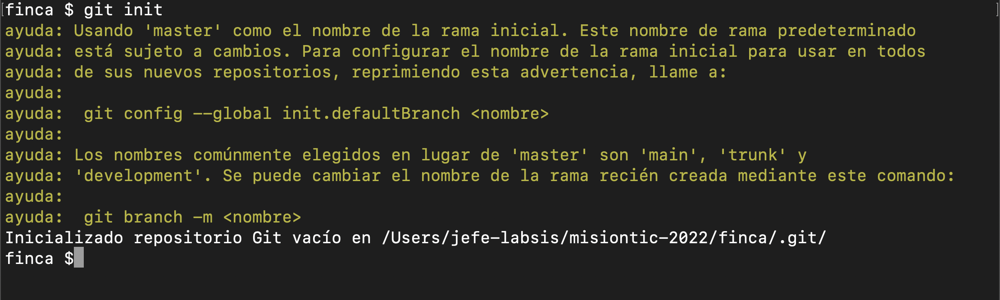 finca $ git init
ayuda: Usando 'master' como el nombre de la rama inicial. Este nombre de rama predeterminado
ayuda: está sujeto a cambios. Para configurar el nombre de la rama inicial para usar en todos
ayuda: de sus nuevos repositorios, reprimiendo esta advertencia, llame a:
ayuda:
ayuda:  git config --global init.defaultBranch <nombre>
ayuda:
ayuda: Los nombres comúnmente elegidos en lugar de 'master' son 'main', 'trunk' y
ayuda: 'development'. Se puede cambiar el nombre de la rama recién creada mediante este comando:
ayuda:
ayuda:  git branch -m <nombre>
Inicializado repositorio Git vacío en /Users/jefe-labsis/misiontic-2022/finca/.git/
finca $